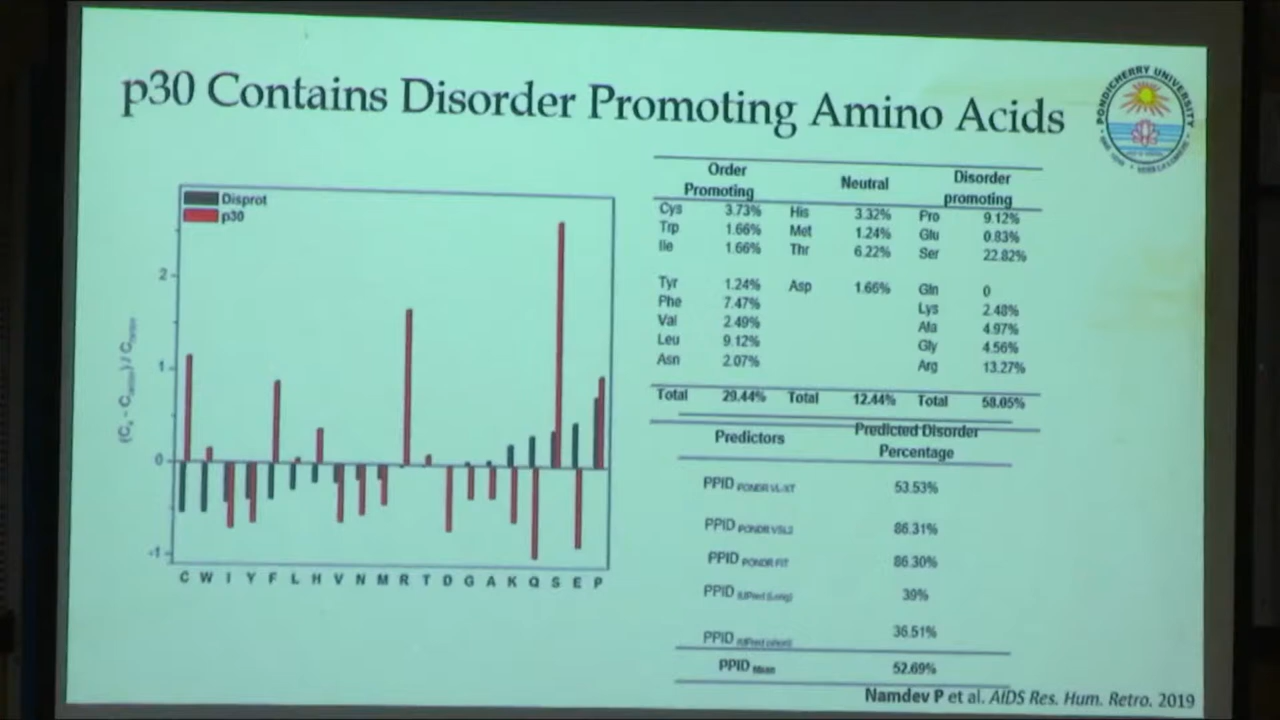 p30 Contains Disorder Promoting Amino Acids
PONDICHERRY UNIVERSITY
Disprot
p30
2
1
0
-1
C W I Y F L H V N M R T D G A K Q S E P
Order Promoting Neutral Disorder promoting
Cys 3.73% His 3.32% Pro 9.12%
Trp 1.66% Met 1.24% Glu 0.83%
Ile 1.66% Thr 6.22% Ser 22.82%
Tyr 1.24% Asp 1.66% Gln 0
Phe 7.47% Lys 2.48%
Val 2.49% Ala 4.97%
Leu 9.12% Gly 4.56%
Asn 2.07% Arg 13.27%
Total 29.44% Total 12.44% Total 58.05%
Predictors Predicted Disorder Percentage
PPID PONDR VL-XT 53.53%
PPID PONDR VSL2 86.31%
PPID PONDR FIT 86.30%
PPID 39%
PPID 36.51%
PPID Mean 52.69%
Namdev P et al. AIDS Res. Hum. Retro. 2019